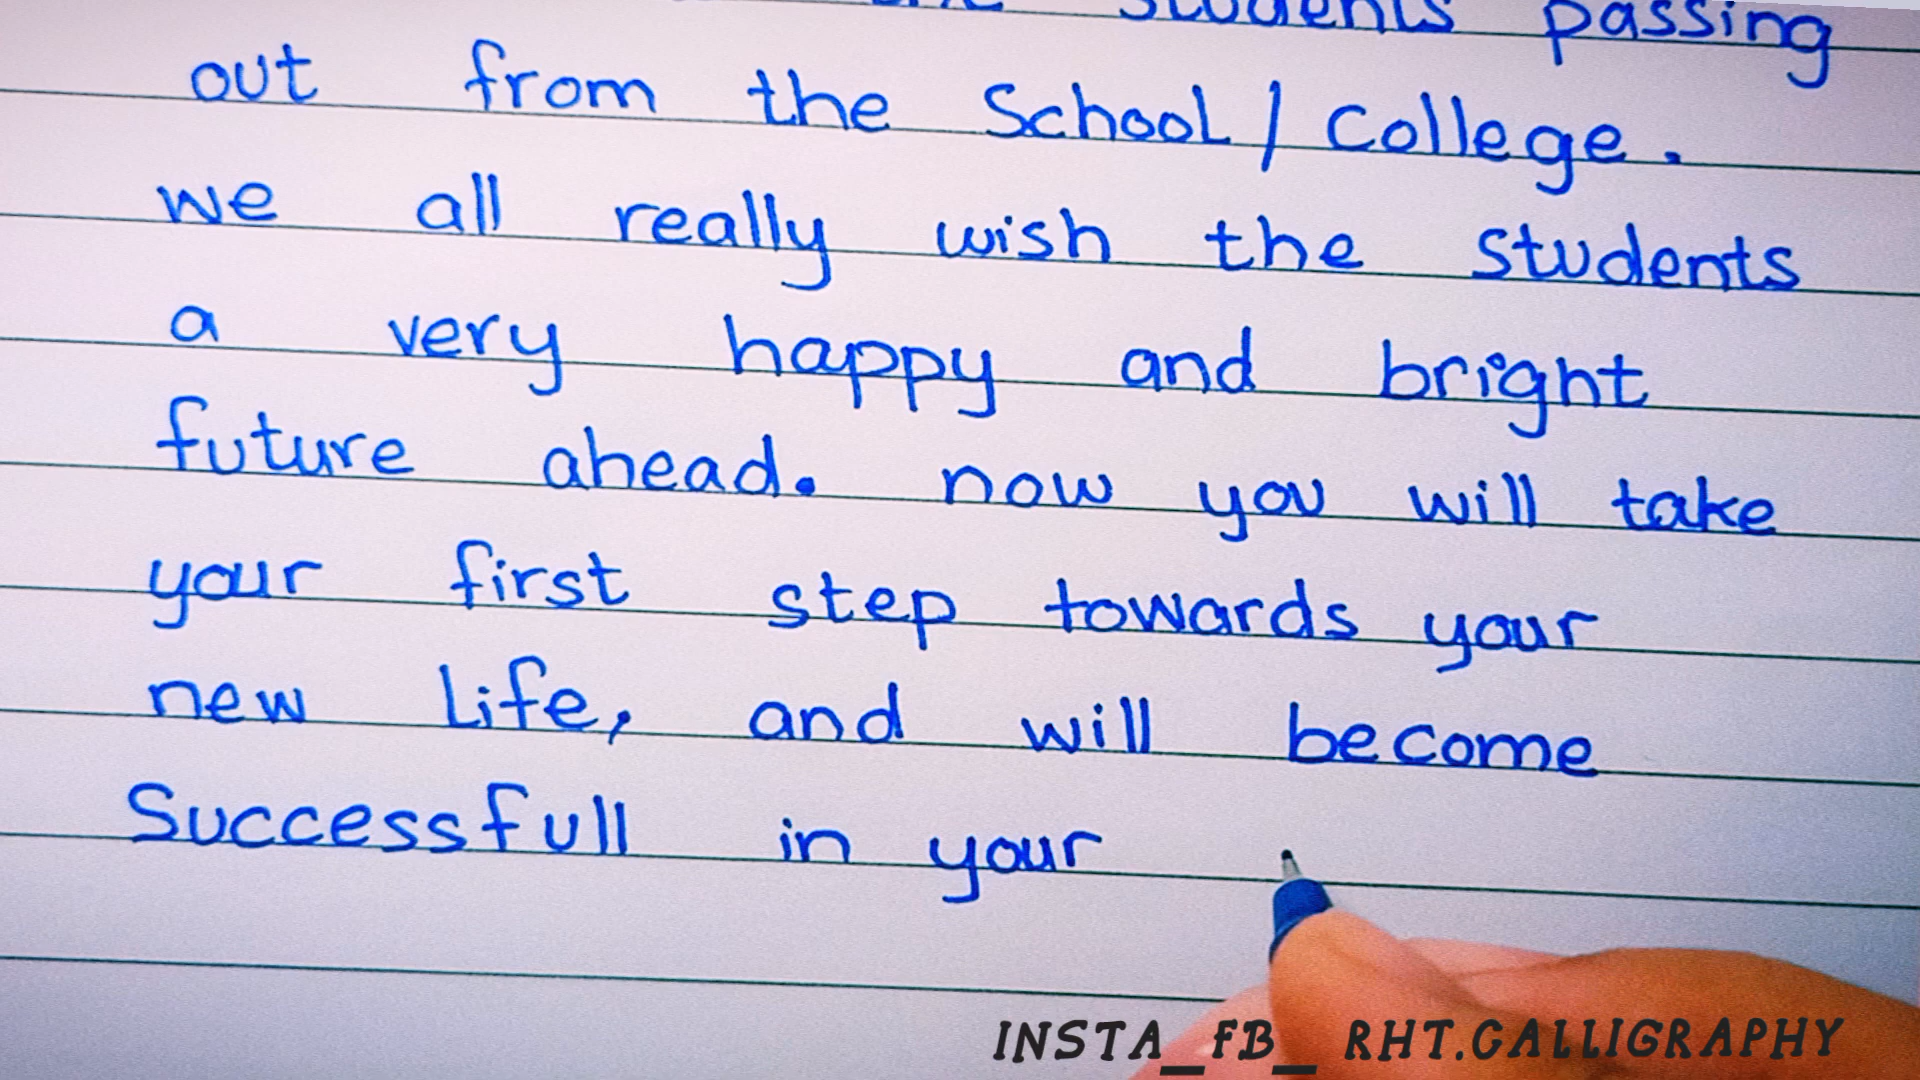 students passing
out from the School / College.
we all really wish the students
a very happy and bright
future ahead. now you will take
your first step towards your
new Life, and will become
Successfull in your
INSTA_FB_ RHT.CALLIGRAPHY